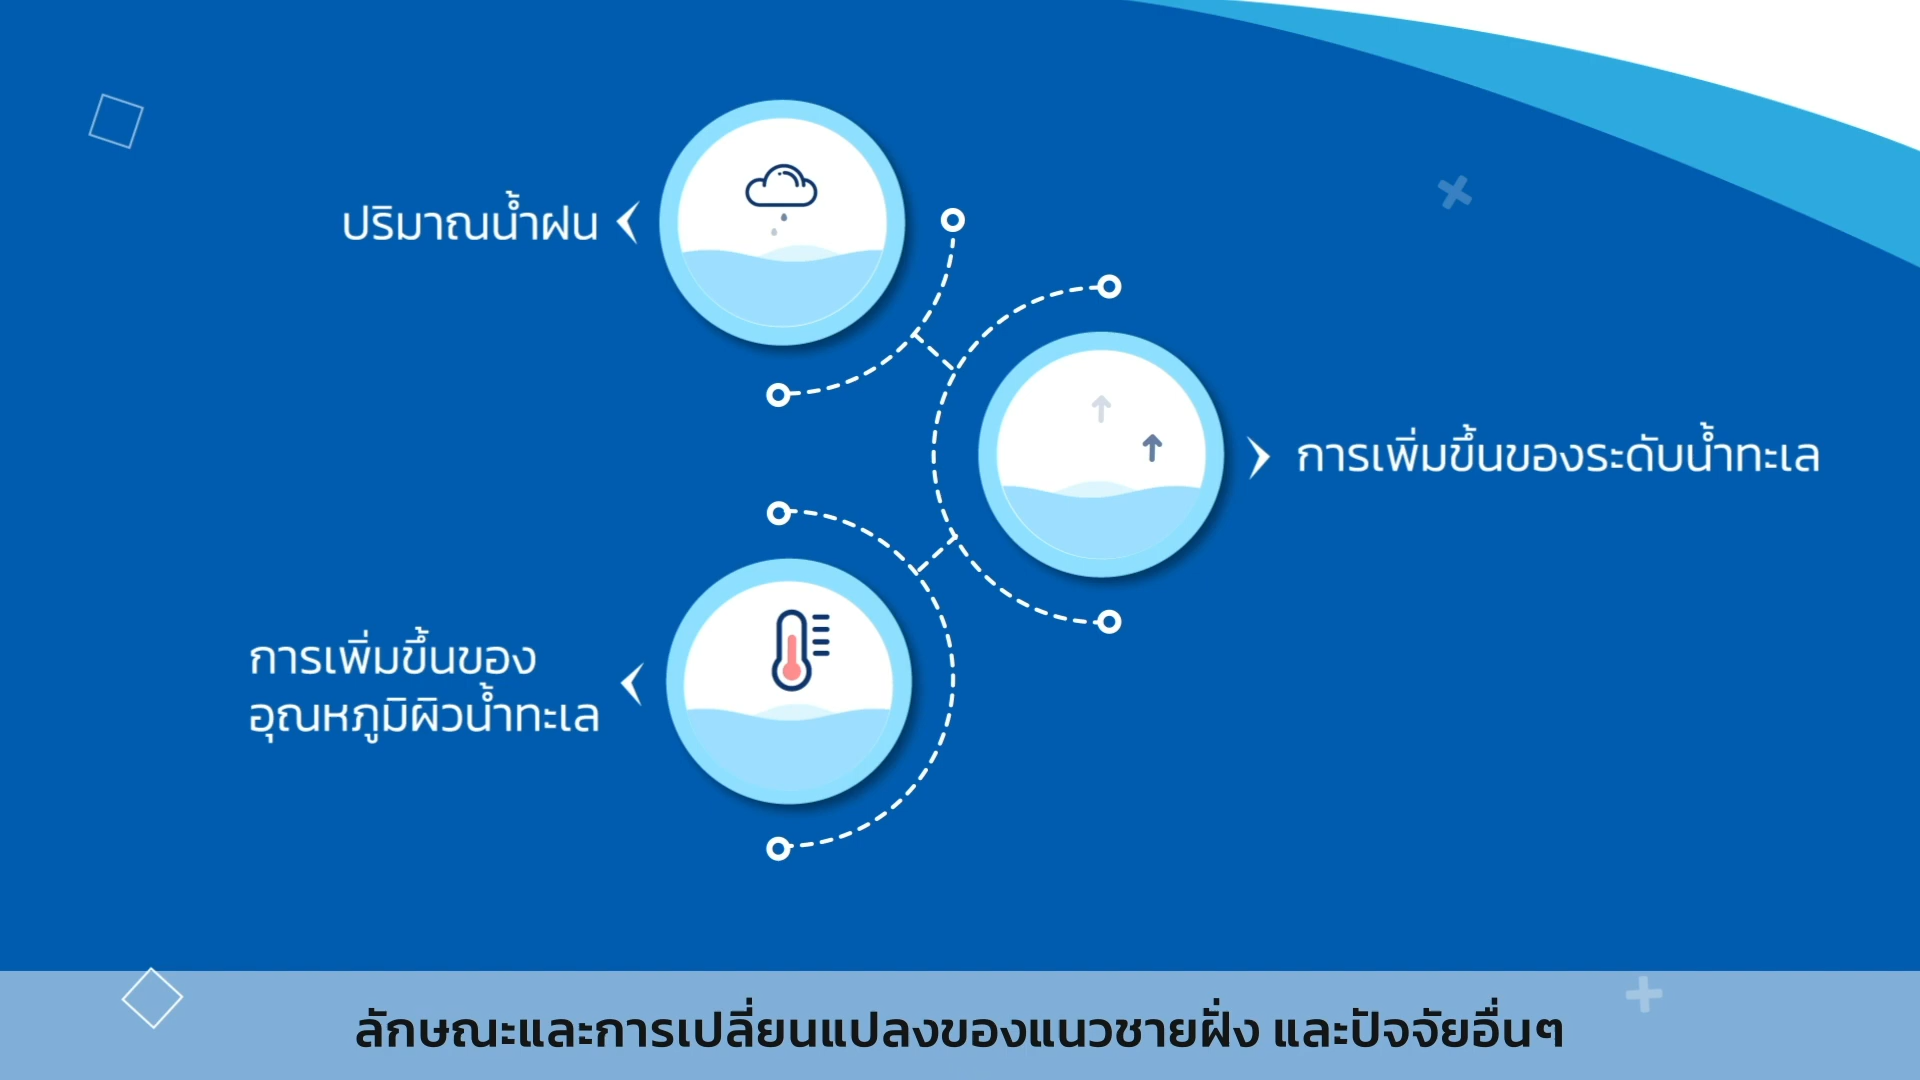 ปริมาณน้ำฝน
การเพิ่มขึ้นของระดับน้ำทะเล
การเพิ่มขึ้นของ
อุณหภูมิผิวน้ำทะเล
ลักษณะและการเปลี่ยนแปลงของแนวชายฝั่ง และปัจจัยอื่นๆ